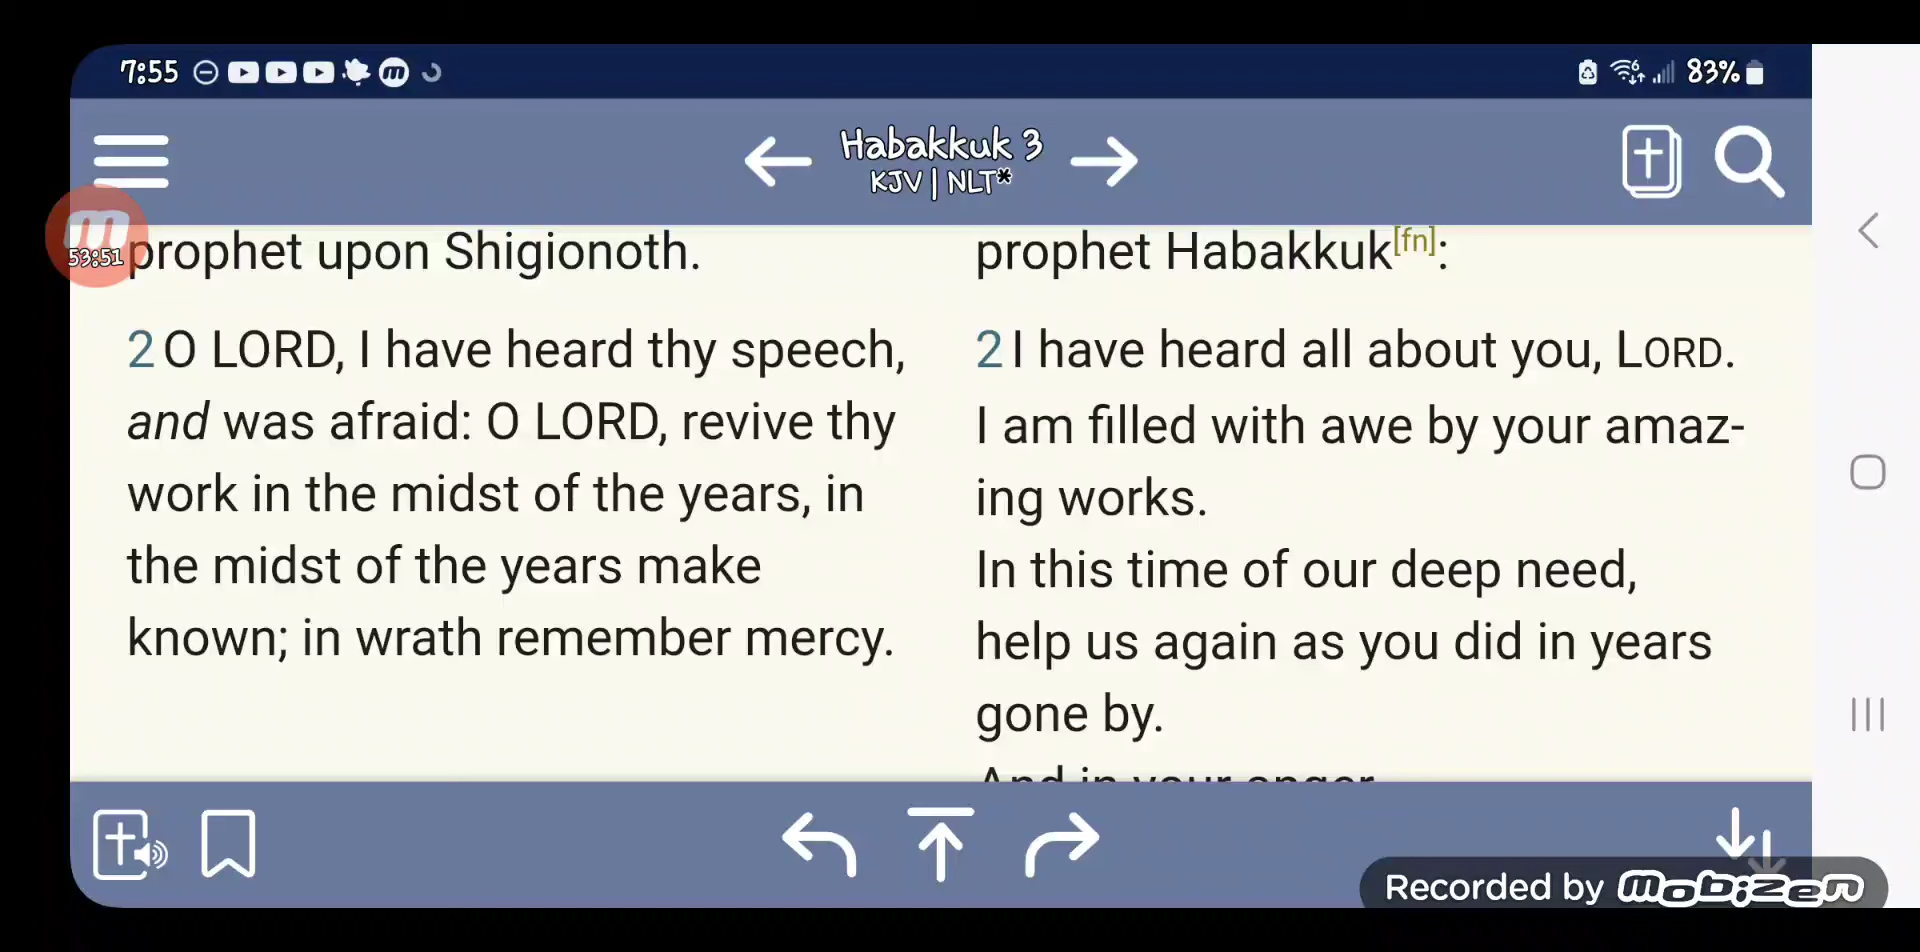 7:55
83%
Habakkuk 3
KJV | NLT*
53:51
prophet upon Shigionoth.
2 O LORD, I have heard thy speech,
and was afraid: O LORD, revive thy
work in the midst of the years, in
the midst of the years make
known; in wrath remember mercy.
prophet Habakkuk[fn]:
2 I have heard all about you, LORD.
I am filled with awe by your amaz-
ing works.
In this time of our deep need,
help us again as you did in years
gone by.
And in your anger
Recorded by Mobizen